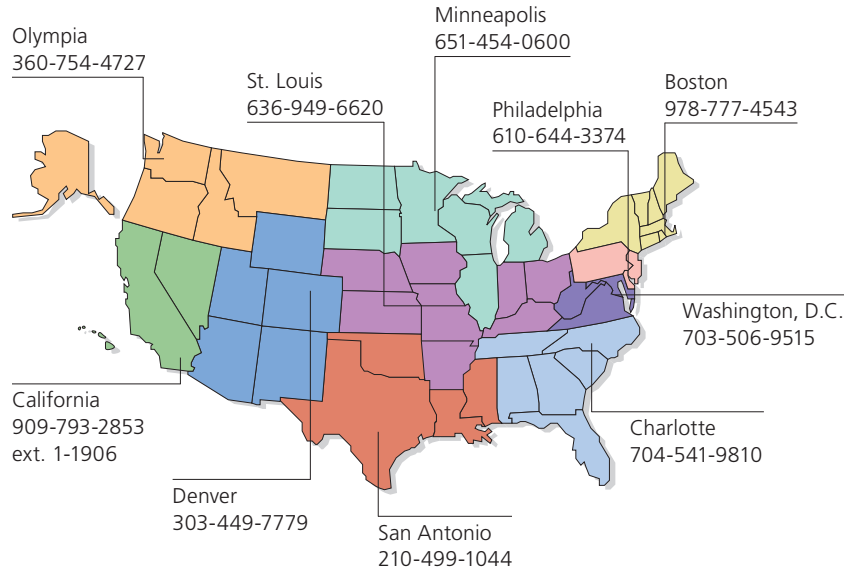 Minneapolis
651-454-0600
Olympia
360-754-4727
St. Louis
636-949-6620
Boston
978-777-4543
Philadelphia
610-644-3374
Washington, D.C.
703-506-9515
California
909-793-2853
ext. 1-1906
Charlotte
704-541-9810
Denver
303-449-7779
San Antonio
210-499-1044